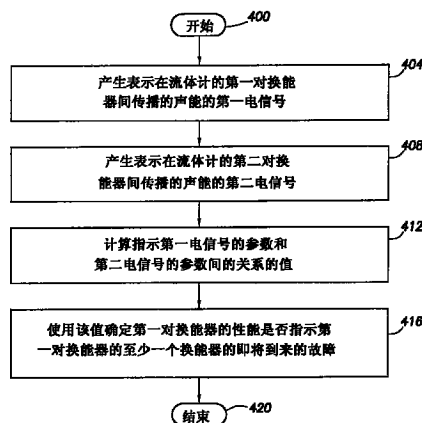 开始
400
404
产生表示在流体计的第一对换能
器间传播的声能的第一电信号
408
产生表示在流体计的第二对换
能器间传播的声能的第二电信号
412
计算指示第一电信号的参数和
第二电信号的参数间的关系的值
416
使用该值确定第一对换能器的性能是否指示第
一对换能器的至少一个换能器的即将到来的故障
结束
420